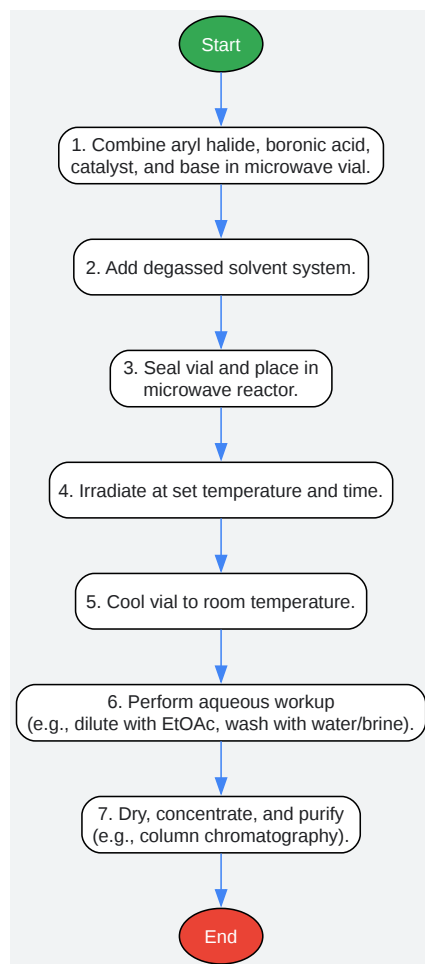 Start
1. Combine aryl halide, boronic acid,
catalyst, and base in microwave vial.
2. Add degassed solvent system.
3. Seal vial and place in
microwave reactor.
4. Irradiate at set temperature and time.
5. Cool vial to room temperature.
6. Perform aqueous workup
(e.g., dilute with EtOAc, wash with water/brine).
7. Dry, concentrate, and purify
(e.g., column chromatography).
End